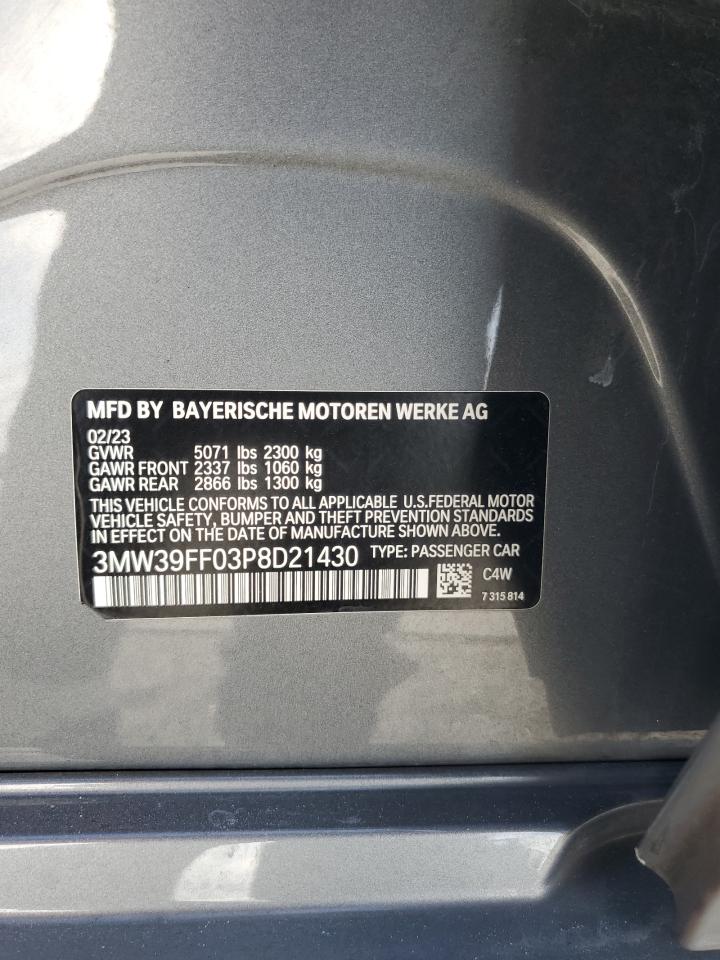 MFD BY BAYERISCHE MOTOREN WERKE AG
02/23
GVWR 5071 lbs 2300 kg
GAWR FRONT 2337 lbs 1060 kg
GAWR REAR 2866 lbs 1300 kg
THIS VEHICLE CONFORMS TO ALL APPLICABLE U.S.FEDERAL MOTOR
VEHICLE SAFETY, BUMPER AND THEFT PREVENTION STANDARDS
IN EFFECT ON THE DATE OF MANUFACTURE SHOWN ABOVE.
3MW39FF03P8D21430 TYPE: PASSENGER CAR
C4W
7 315 814